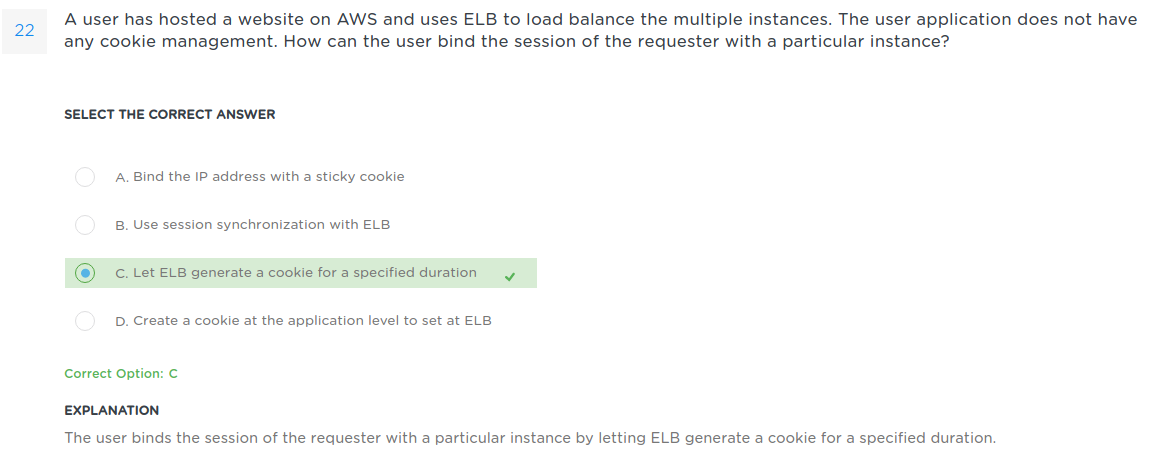 22
A user has hosted a website on AWS and uses ELB to load balance the multiple instances. The user application does not have
any cookie management. How can the user bind the session of the requester with a particular instance?
SELECT THE CORRECT ANSWER
A. Bind the IP address with a sticky cookie
B. Use session synchronization with ELB
C. Let ELB generate a cookie for a specified duration
D. Create a cookie at the application level to set at ELB
Correct Option: C
EXPLANATION
The user binds the session of the requester with a particular instance by letting ELB generate a cookie for a specified duration.